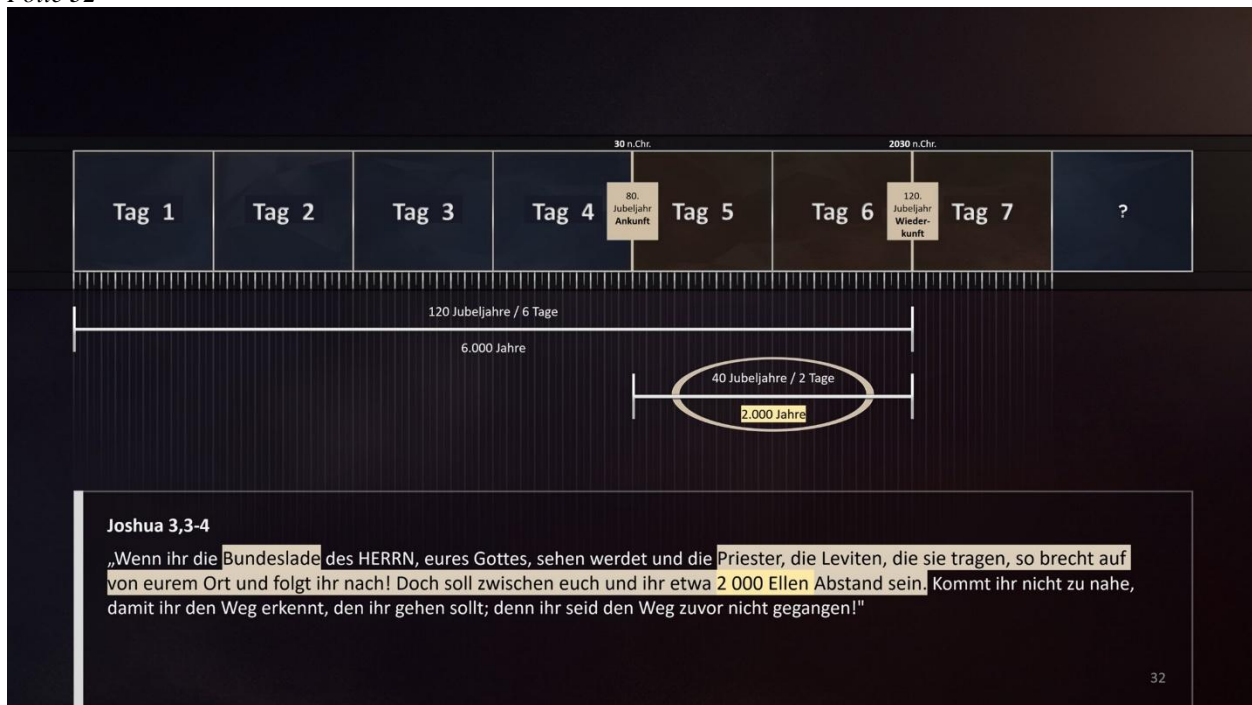 30 n.Chr.
2030 n.Chr.
Tag 1
Tag 2
Tag 3
Tag 4
80.
Jubeljahr
Ankunft
Tag 5
Tag 6
120.
Jubeljahr
Wieder-
kunft
Tag 7
?
120 Jubeljahre / 6 Tage
6.000 Jahre
40 Jubeljahre / 2 Tage
2.000 Jahre
Joshua 3,3-4
„Wenn ihr die Bundeslade des HERRN, eures Gottes, sehen werdet und die Priester, die Leviten, die sie tragen, so brecht auf
von eurem Ort und folgt ihr nach! Doch soll zwischen euch und ihr etwa 2 000 Ellen Abstand sein. Kommt ihr nicht zu nahe,
damit ihr den Weg erkennt, den ihr gehen sollt; denn ihr seid den Weg zuvor nicht gegangen!"
32